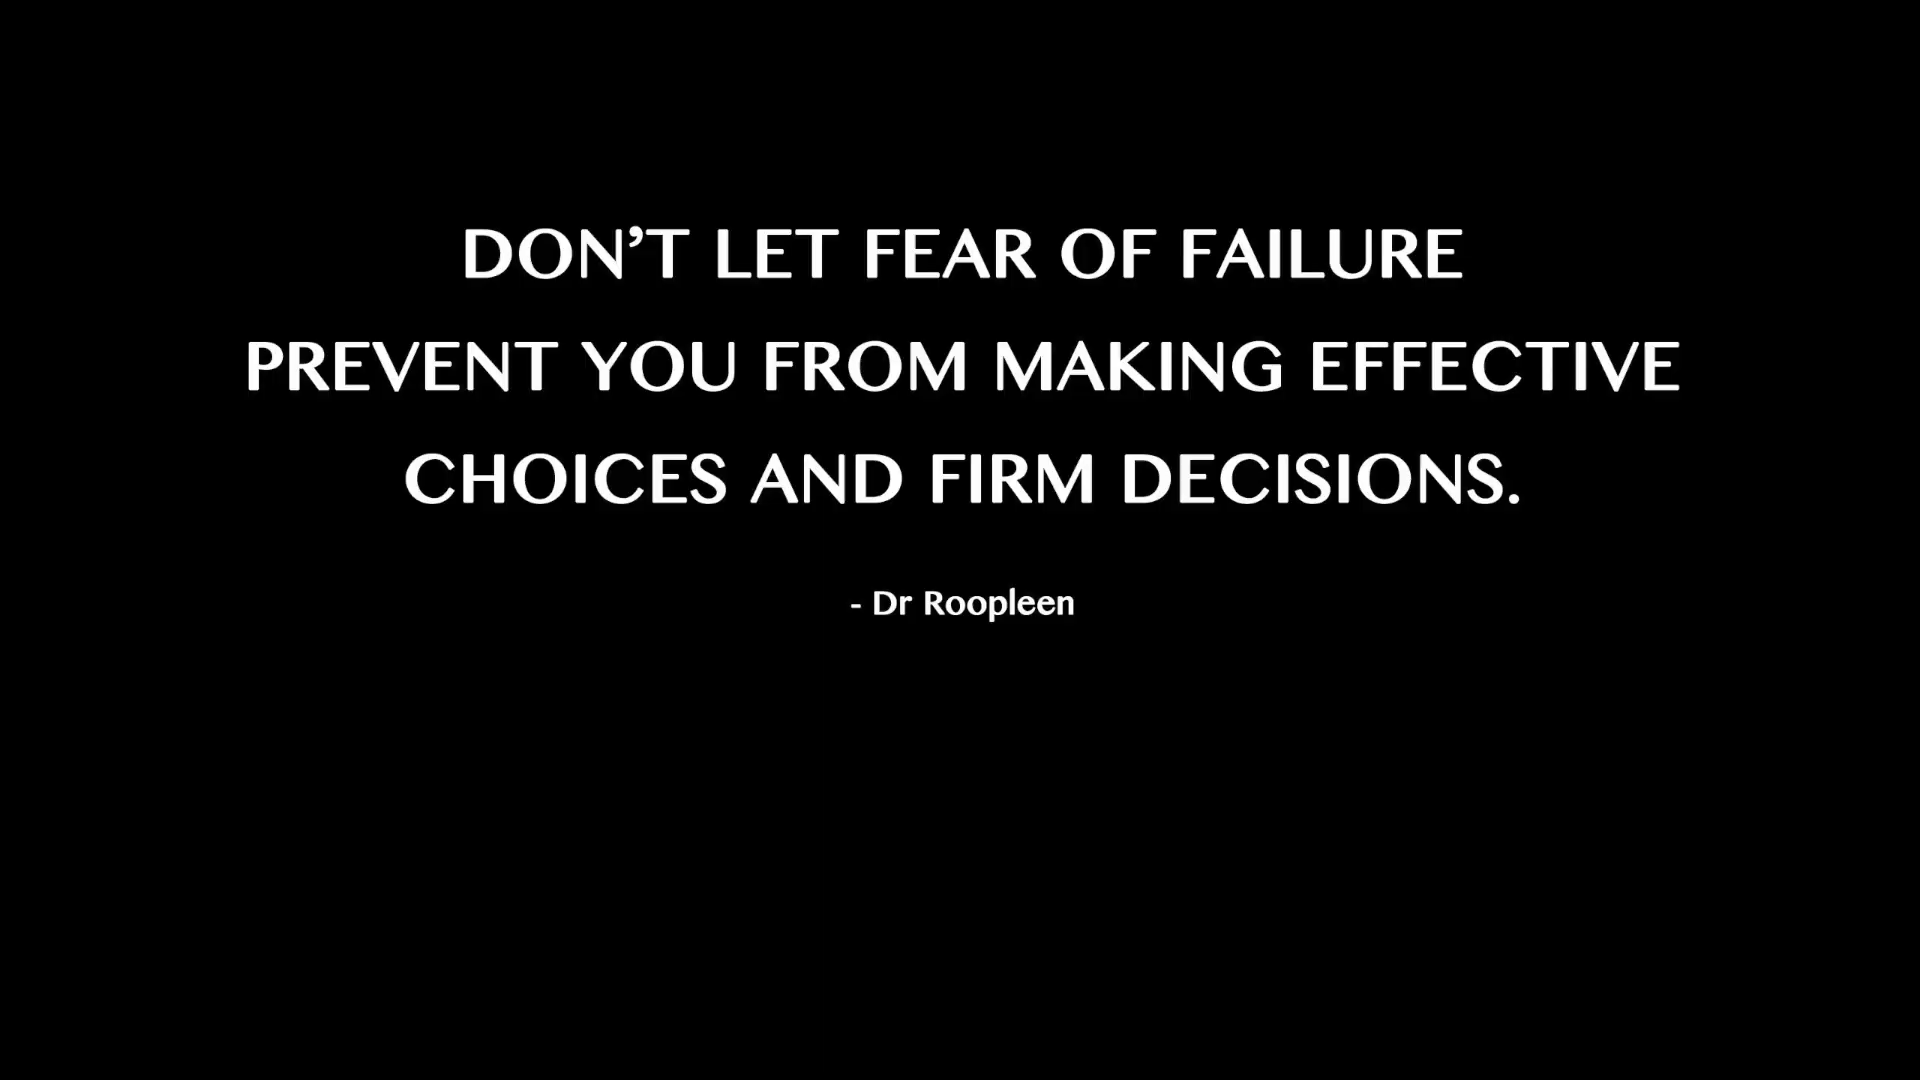 DON’T LET FEAR OF FAILURE
PREVENT YOU FROM MAKING EFFECTIVE
CHOICES AND FIRM DECISIONS.
- Dr Roopleen